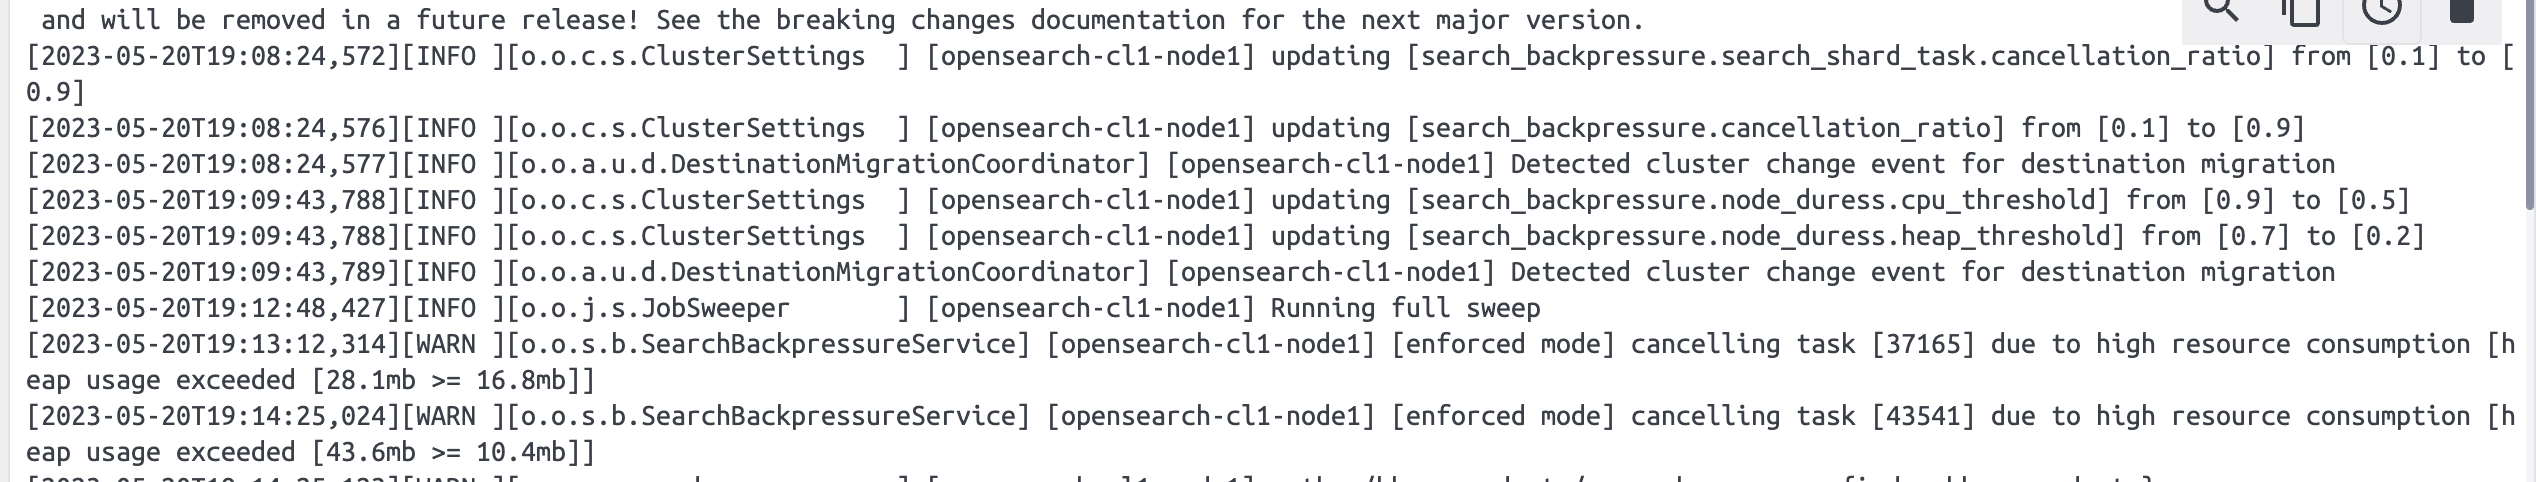 and will be removed in a future release! See the breaking changes documentation for the next major version.
[2023-05-20T19:08:24,572][INFO ][o.o.c.s.ClusterSettings  ] [opensearch-cl1-node1] updating [search_backpressure.search_shard_task.cancellation_ratio] from [0.1] to [
0.9]
[2023-05-20T19:08:24,576][INFO ][o.o.c.s.ClusterSettings  ] [opensearch-cl1-node1] updating [search_backpressure.cancellation_ratio] from [0.1] to [0.9]
[2023-05-20T19:08:24,577][INFO ][o.o.a.u.d.DestinationMigrationCoordinator] [opensearch-cl1-node1] Detected cluster change event for destination migration
[2023-05-20T19:09:43,788][INFO ][o.o.c.s.ClusterSettings  ] [opensearch-cl1-node1] updating [search_backpressure.node_duress.cpu_threshold] from [0.9] to [0.5]
[2023-05-20T19:09:43,788][INFO ][o.o.c.s.ClusterSettings  ] [opensearch-cl1-node1] updating [search_backpressure.node_duress.heap_threshold] from [0.7] to [0.2]
[2023-05-20T19:09:43,789][INFO ][o.o.a.u.d.DestinationMigrationCoordinator] [opensearch-cl1-node1] Detected cluster change event for destination migration
[2023-05-20T19:12:48,427][INFO ][o.o.j.s.JobSweeper       ] [opensearch-cl1-node1] Running full sweep
[2023-05-20T19:13:12,314][WARN ][o.o.s.b.SearchBackpressureService] [opensearch-cl1-node1] [enforced mode] cancelling task [37165] due to high resource consumption [h
eap usage exceeded [28.1mb >= 16.8mb]]
[2023-05-20T19:14:25,024][WARN ][o.o.s.b.SearchBackpressureService] [opensearch-cl1-node1] [enforced mode] cancelling task [43541] due to high resource consumption [h
eap usage exceeded [43.6mb >= 10.4mb]]